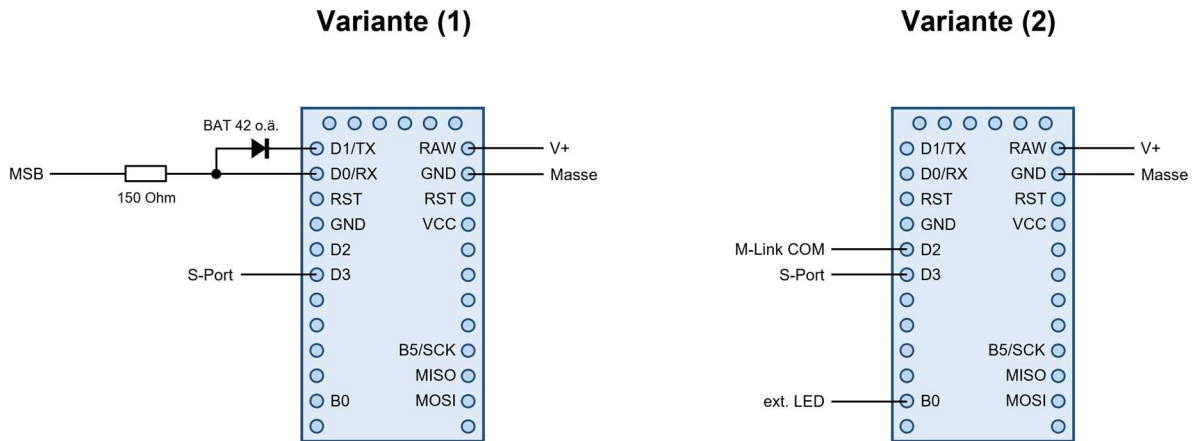 Variante (1)
BAT 42 o.ä.
MSB
150 Ohm
D1/TX RAW V+
D0/RX GND Masse
RST RST
GND VCC
D2
S-Port D3
B5/SCK
MISO
B0 MOSI
Variante (2)
D1/TX RAW V+
D0/RX GND Masse
RST RST
GND VCC
M-Link COM D2
S-Port D3
B5/SCK
MISO
ext. LED B0 MOSI